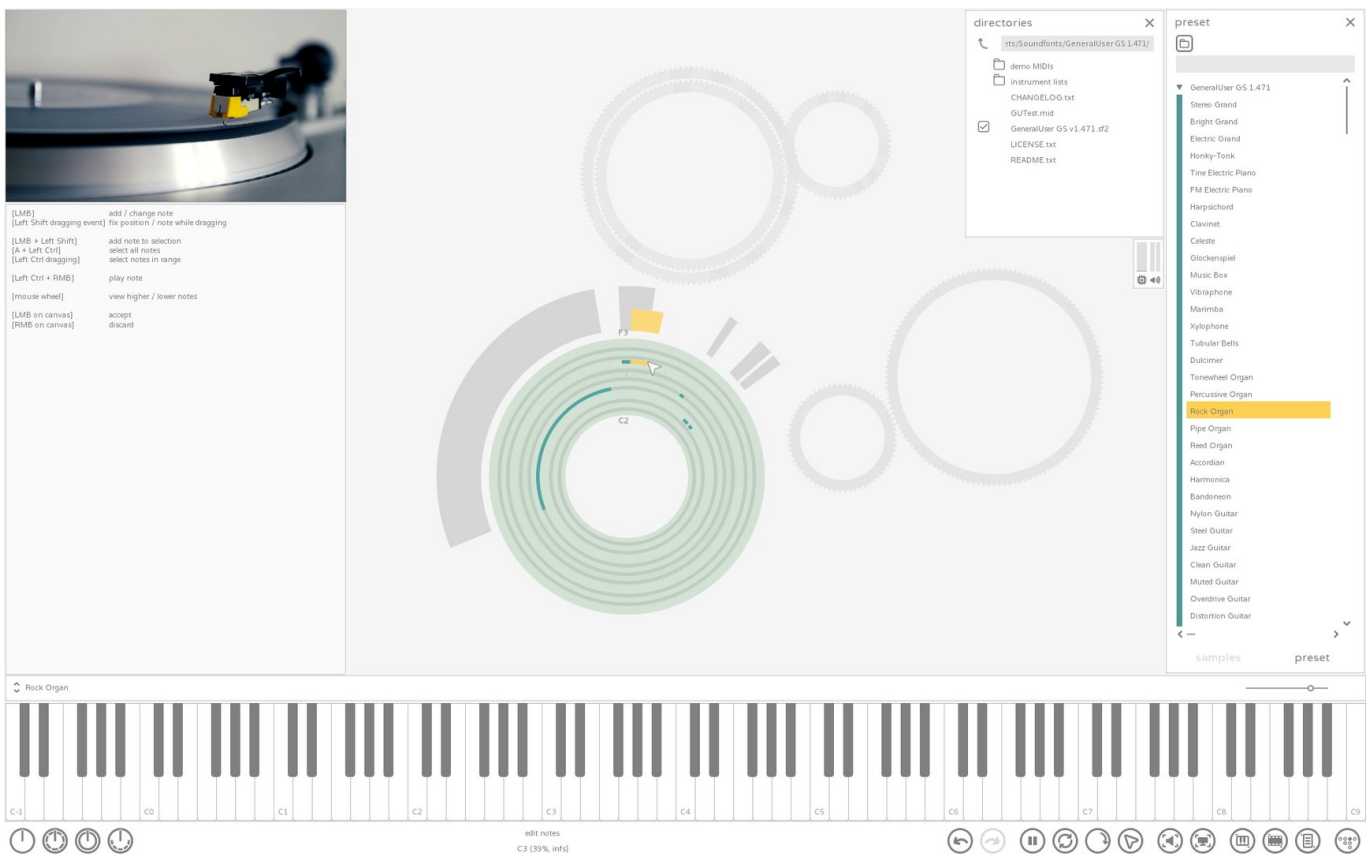 [LMB] add / change note
[Left Shift dragging event] fix position / note while dragging
[LMB + Left Shift] add note to selection
[A + Left Ctrl] select all notes
[Left Ctrl dragging] select notes in range
[Left Ctrl + RMB] play note
[mouse wheel] view higher / lower notes
[LMB on canvas] accept
[RMB on canvas] discard
F3
C2
directories
ts/Soundfonts/GeneralUser GS 1.471/
demo MIDIs
instrument lists
CHANGELOG.txt
GUTest.mid
GeneralUser GS v1.471.sf2
LICENSE.txt
README.txt
preset
GeneralUser GS 1.471
Stereo Grand
Bright Grand
Electric Grand
Honky-Tonk
Tine Electric Piano
FM Electric Piano
Harpsichord
Clavinet
Celeste
Glockenspiel
Music Box
Vibraphone
Marimba
Xylophone
Tubular Bells
Dulcimer
Tonewheel Organ
Percussive Organ
Rock Organ
Pipe Organ
Reed Organ
Accordian
Harmonica
Bandoneon
Nylon Guitar
Steel Guitar
Jazz Guitar
Clean Guitar
Muted Guitar
Overdrive Guitar
Distortion Guitar
samples preset
Rock Organ
C-1 C0 C1 C2 C3 C4 C5 C6 C7 C8 C9
edit notes
C3 (39%, infs)